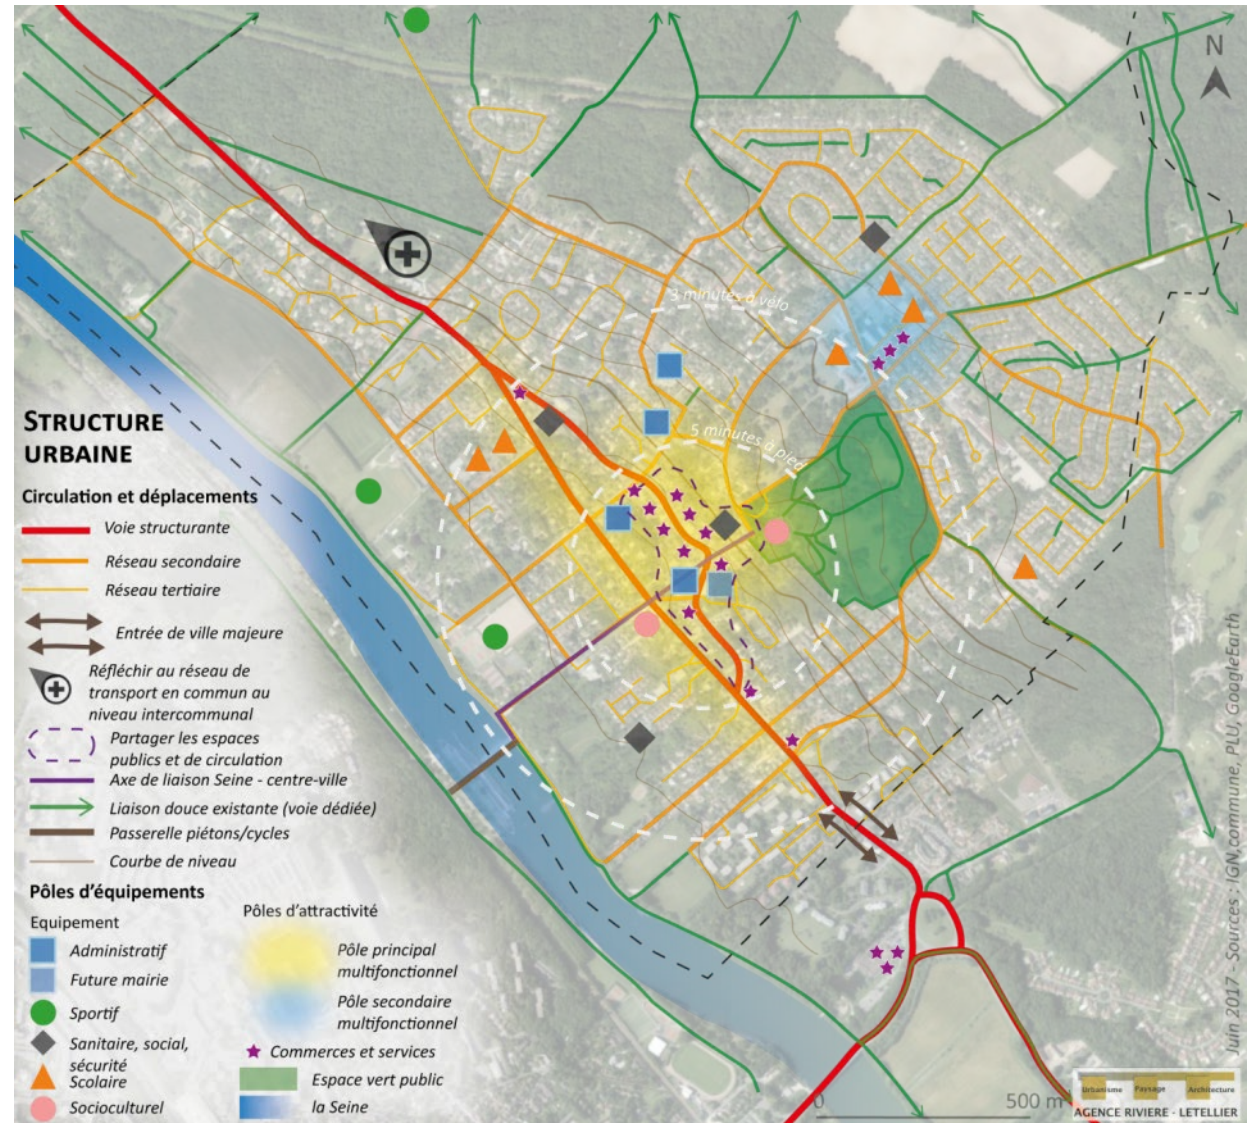 N
3 minutes à vélo
5 minutes à pied
STRUCTURE
URBAINE
Circulation et déplacements
Voie structurante
Réseau secondaire
Réseau tertiaire
Entrée de ville majeure
Réfléchir au réseau de
transport en commun au
niveau intercommunal
Partager les espaces
publics et de circulation
Axe de liaison Seine - centre-ville
Liaison douce existante (voie dédiée)
Passerelle piétons/cycles
Courbe de niveau
Pôles d'équipements
Equipement
Administratif
Future mairie
Sportif
Sanitaire, social,
sécurité
Scolaire
Socioculturel
Pôles d'attractivité
Pôle principal
multifonctionnel
Pôle secondaire
multifonctionnel
Commerces et services
Espace vert public
la Seine
Juin 2017 - Sources : IGN,commune, PLU, GoogleEarth
0 500 m
Urbanisme Paysage Architecture
AGENCE RIVIERE - LETELLIER